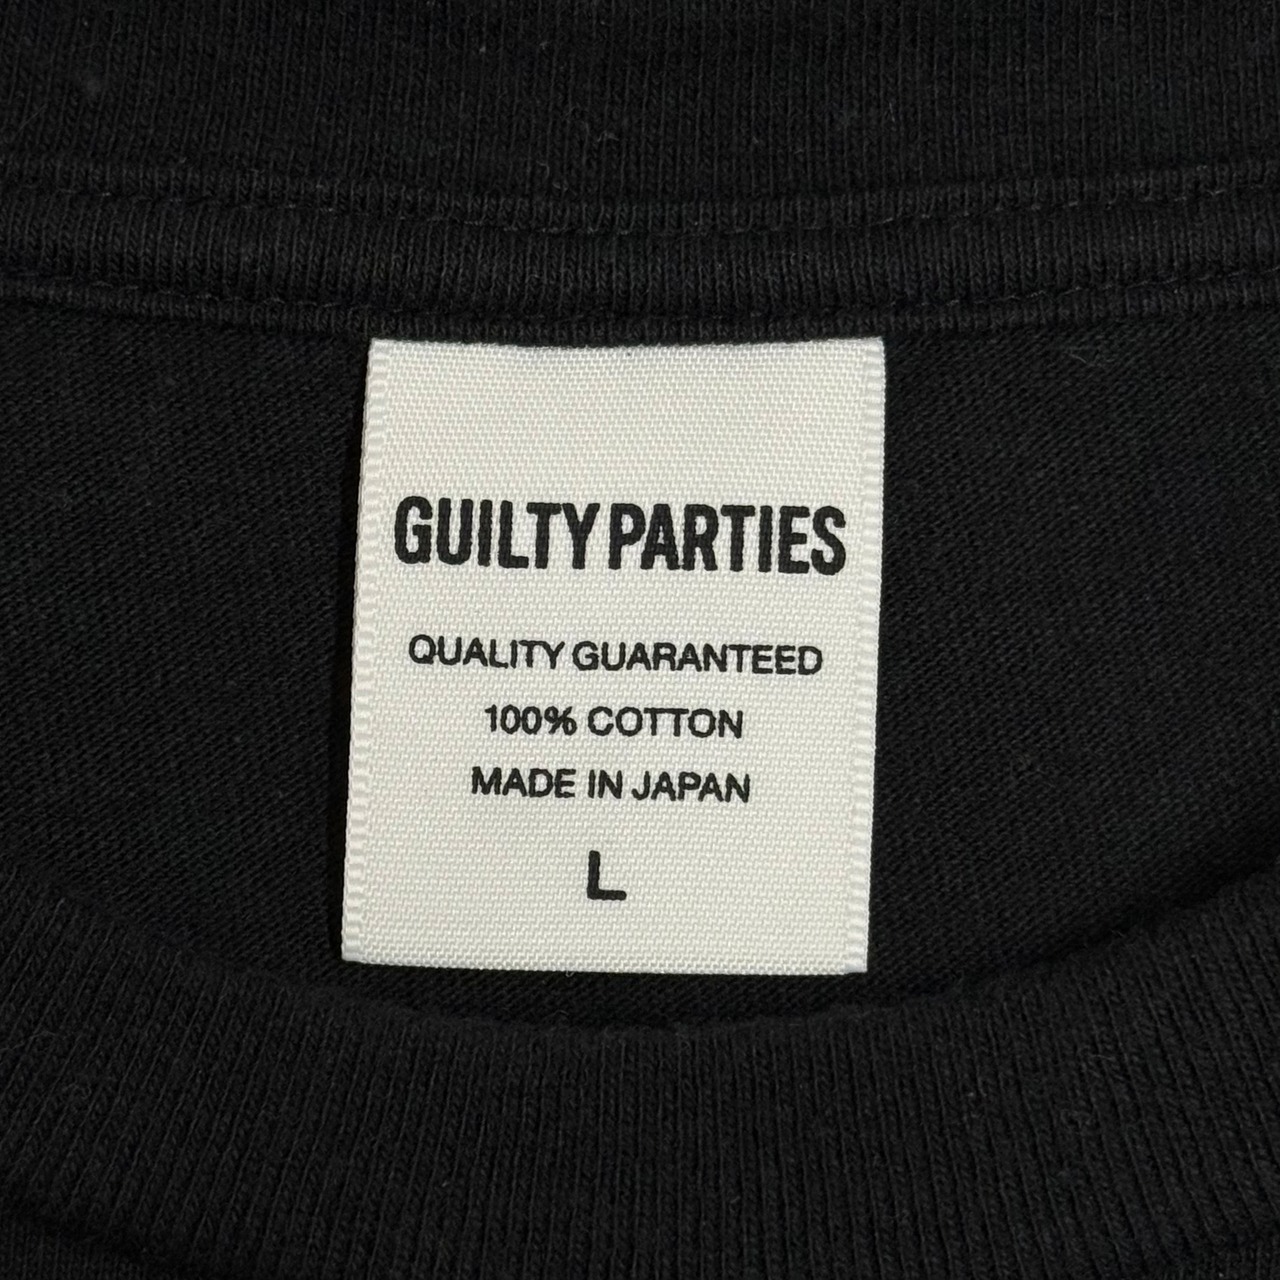 GUILTY PARTIES
QUALITY GUARANTEED
100% COTTON
MADE IN JAPAN
L